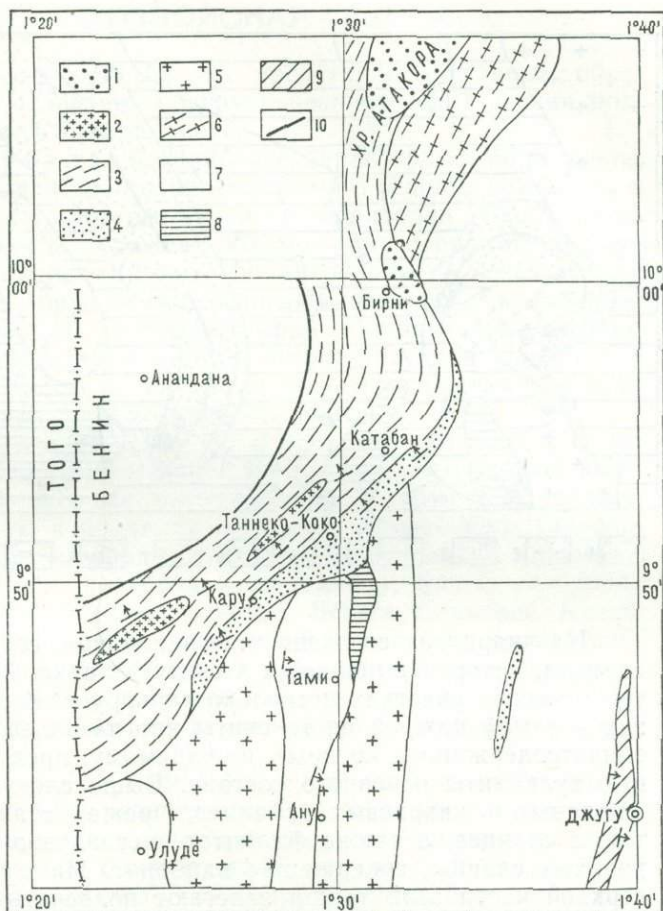 1°20'
1°30'
1°40'
1
5
9
2
6
10
3
7
4
8
ХР. АТАКОРА
10°
00'
10°
00'
Бирни
Анандана
ТОГО
БЕНИН
Катабан
Таннеко-Коко
9°
50'
9°
50'
Кару
Тами
Ану
ДЖУГУ
Улуде
1°20'
1°30'
1°40'